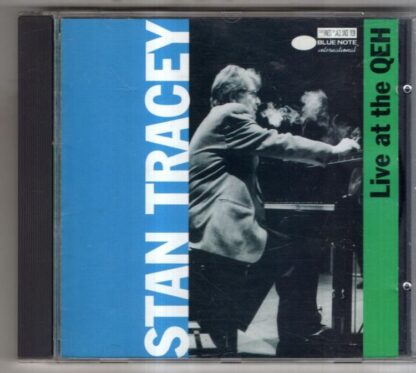 STAN TRACEY
BLUE NOTE
international
Live at the QEH